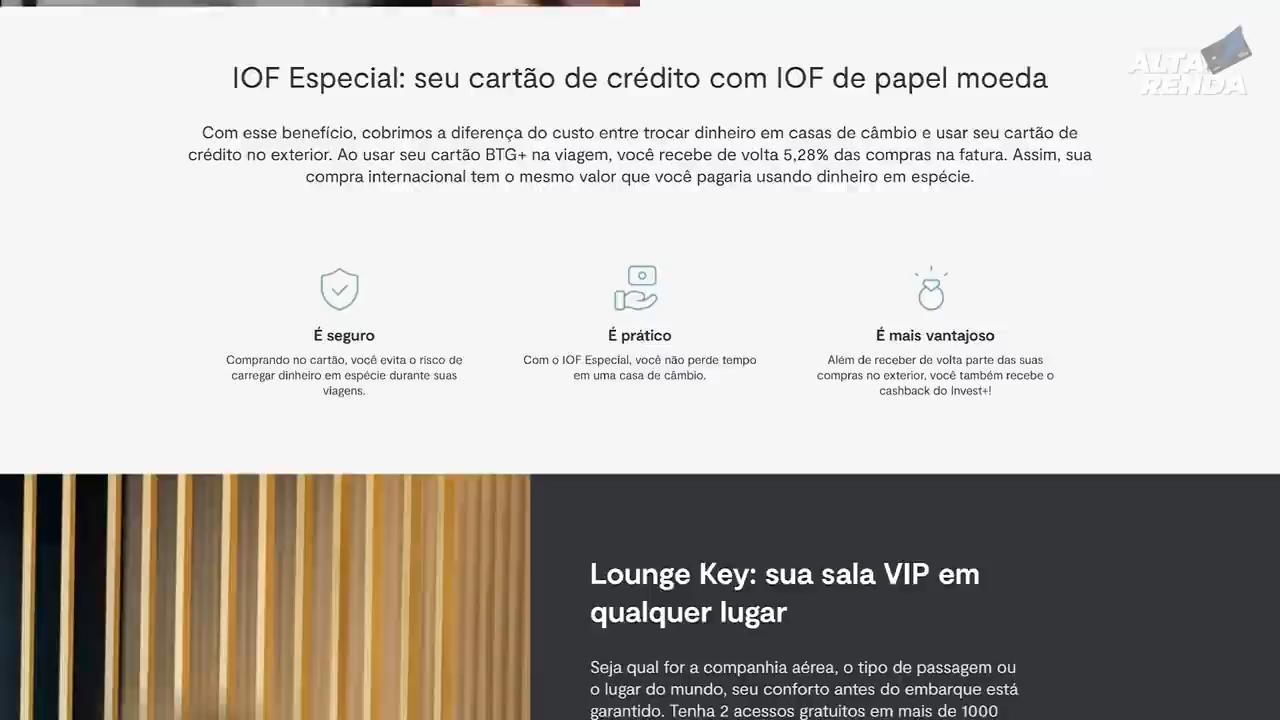 ALTA
RENDA
IOF Especial: seu cartão de crédito com IOF de papel moeda
Com esse benefício, cobrimos a diferença do custo entre trocar dinheiro em casas de câmbio e usar seu cartão de
crédito no exterior. Ao usar seu cartão BTG+ na viagem, você recebe de volta 5,28% das compras na fatura. Assim, sua
compra internacional tem o mesmo valor que você pagaria usando dinheiro em espécie.
É seguro
Comprando no cartão, você evita o risco de
carregar dinheiro em espécie durante suas
viagens.
É prático
Com o IOF Especial, você não perde tempo
em uma casa de câmbio.
É mais vantajoso
Além de receber de volta parte das suas
compras no exterior, você também recebe o
cashback do Invest+!
Lounge Key: sua sala VIP em
qualquer lugar
Seja qual for a companhia aérea, o tipo de passagem ou
o lugar do mundo, seu conforto antes do embarque está
garantido. Tenha 2 acessos gratuitos em mais de 1000